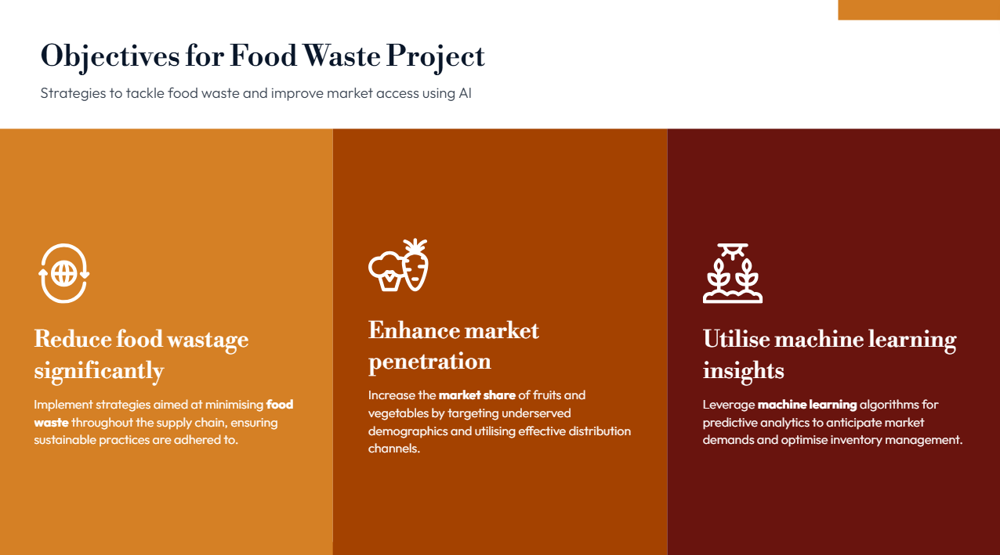 Objectives for Food Waste Project
Strategies to tackle food waste and improve market access using AI
Reduce food wastage
significantly
Implement strategies aimed at minimising food
waste throughout the supply chain, ensuring
sustainable practices are adhered to.
Enhance market
penetration
Increase the market share of fruits and
vegetables by targeting underserved
demographics and utilising effective distribution
channels.
Utilise machine learning
insights
Leverage machine learning algorithms for
predictive analytics to anticipate market
demands and optimise inventory management.